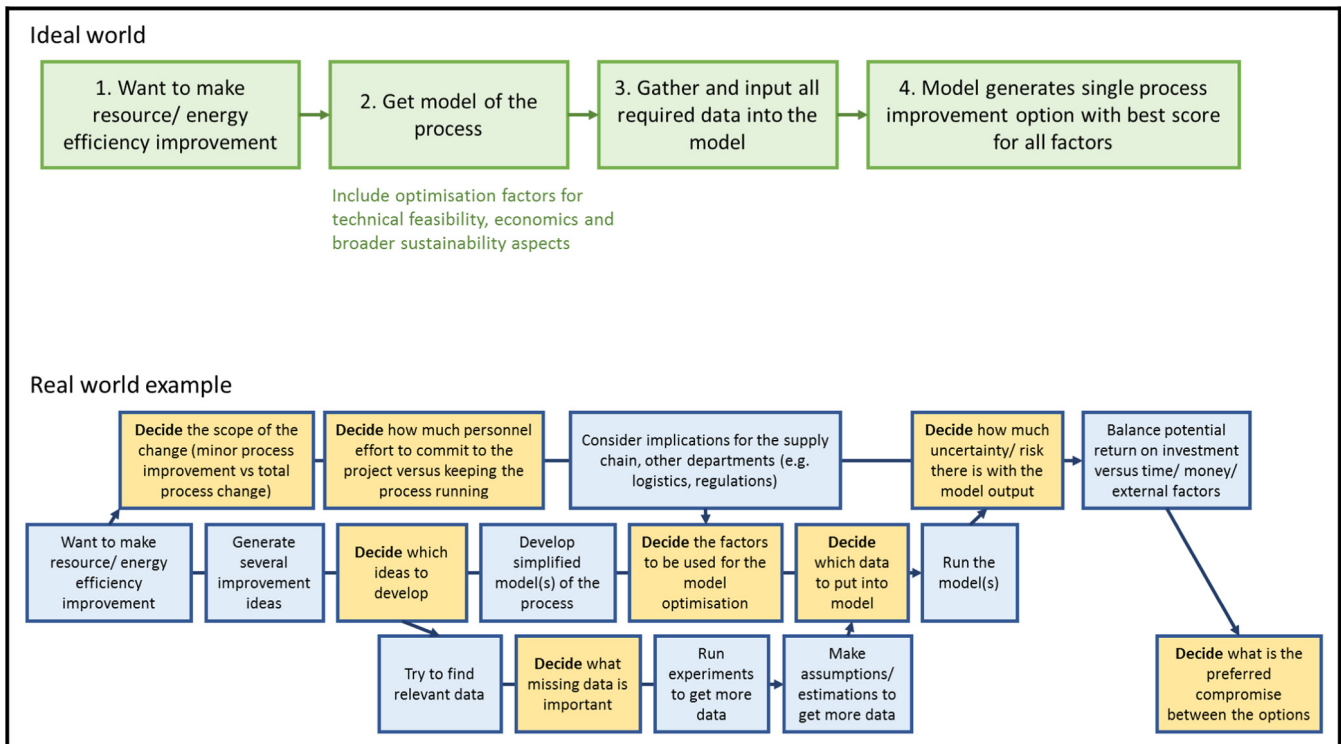 Ideal world
1. Want to make
resource/ energy
efficiency improvement
2. Get model of the
process
3. Gather and input all
required data into the
model
4. Model generates single process
improvement option with best score
for all factors
Include optimisation factors for
technical feasibility, economics and
broader sustainability aspects
Real world example
Decide the scope of the
change (minor process
improvement vs total
process change)
Decide how much personnel
effort to commit to the
project versus keeping the
process running
Consider implications for the supply
chain, other departments (e.g.
logistics, regulations)
Decide how much
uncertainty/ risk
there is with the
model output
Balance potential
return on investment
versus time/ money/
external factors
Want to make
resource/ energy
efficiency
improvement
Generate
several
improvement
ideas
Decide which
ideas to
develop
Develop
simplified
model(s) of the
process
Decide the factors
to be used for the
model
optimisation
Decide
which data
to put into
model
Run the
model(s)
Try to find
relevant data
Decide what
missing data is
important
Run
experiments
to get more
data
Make
assumptions/
estimations to
get more data
Decide what is the
preferred
compromise
between the options